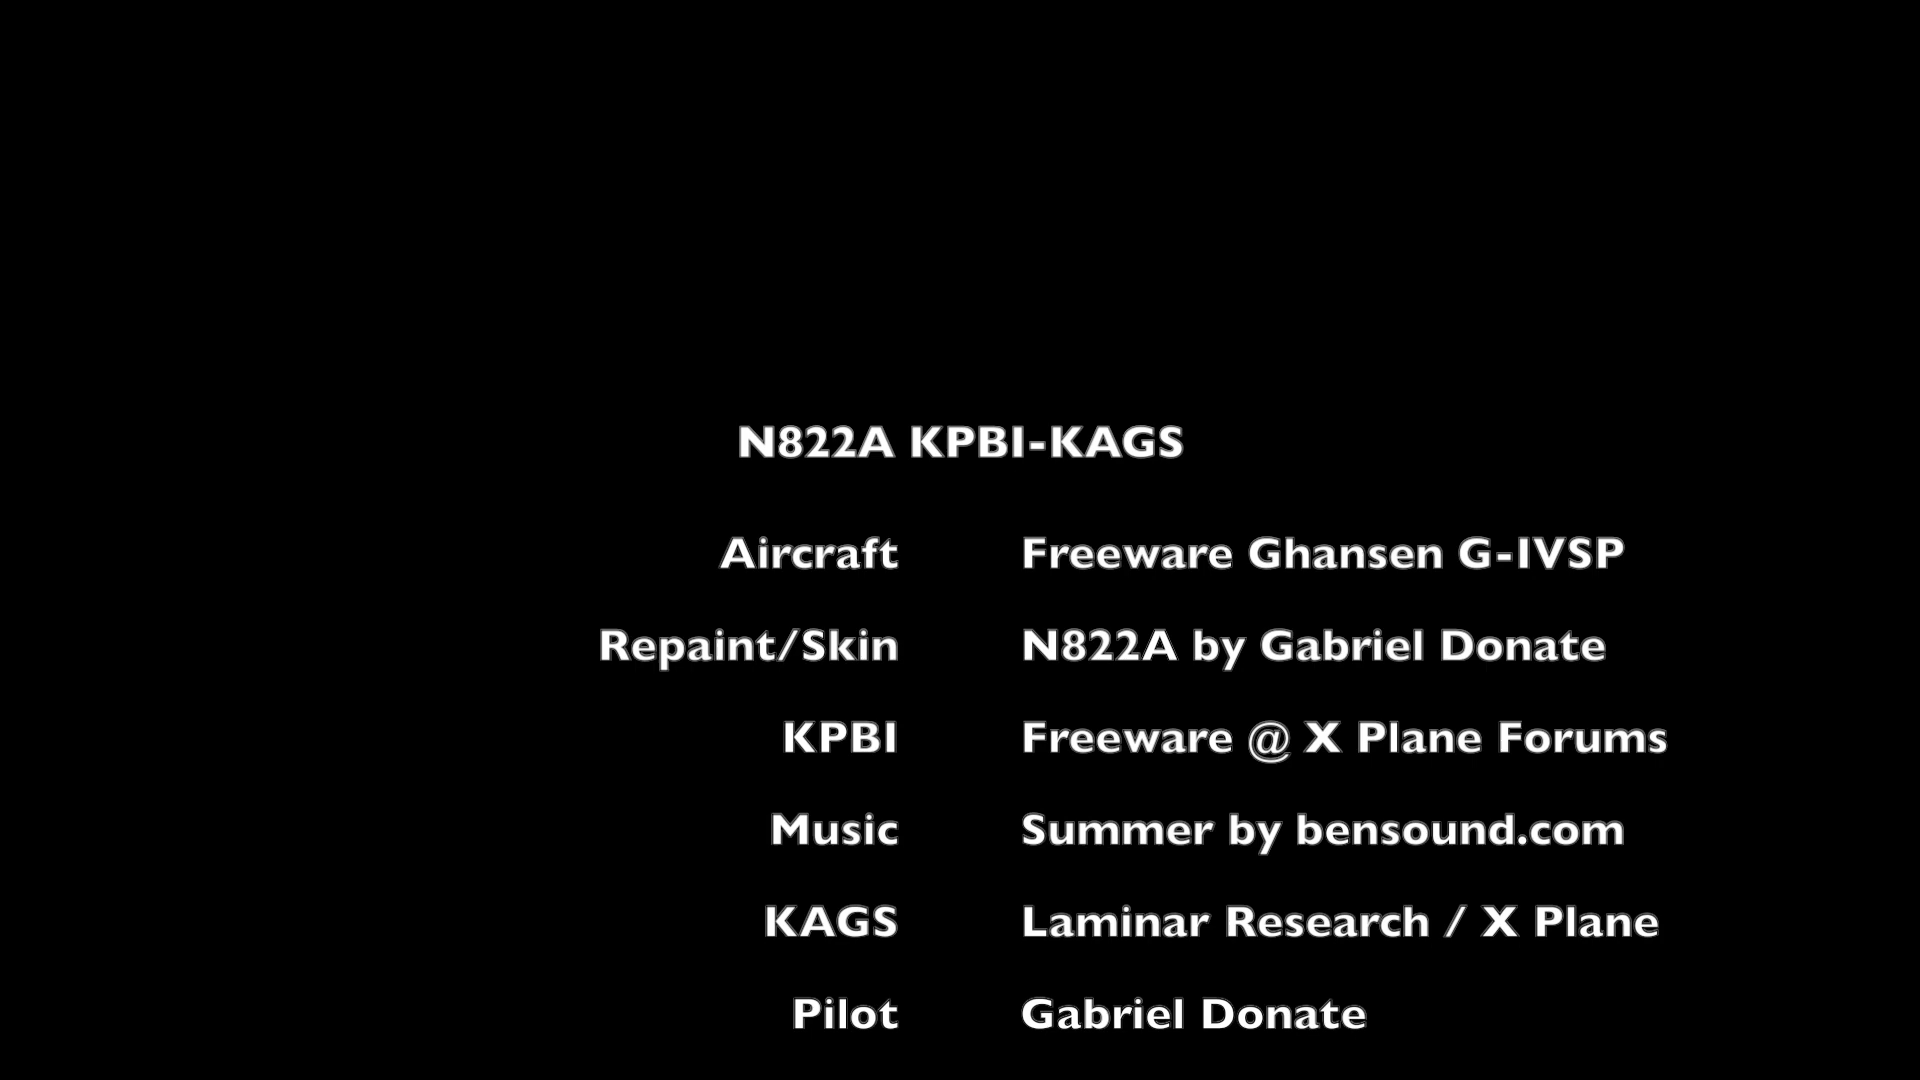 N822A KPBI-KAGS
Aircraft Freeware Ghansen G-IVSP
Repaint/Skin N822A by Gabriel Donate
KPBI Freeware @ X Plane Forums
Music Summer by bensound.com
KAGS Laminar Research / X Plane
Pilot Gabriel Donate